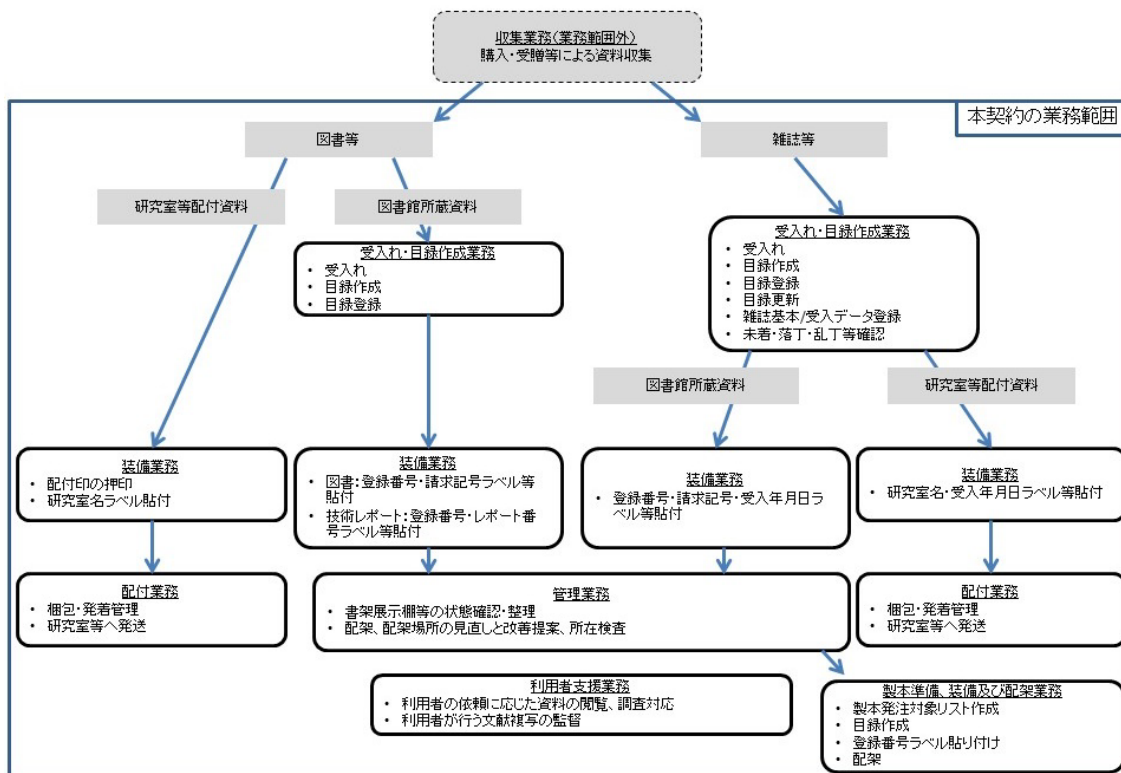 収集業務(業務範囲外)
購入・受贈等による資料収集
本契約の業務範囲
図書等
雑誌等
研究室等配付資料
図書館所蔵資料
受入れ・目録作成業務
• 受入れ
• 目録作成
• 目録登録
受入れ・目録作成業務
• 受入れ
• 目録作成
• 目録登録
• 目録更新
• 雑誌基本/受入データ登録
• 未着・落丁・乱丁等確認
図書館所蔵資料
研究室等配付資料
装備業務
• 配付印の押印
• 研究室名ラベル貼付
装備業務
• 図書:登録番号・請求記号ラベル等
貼付
• 技術レポート:登録番号・レポート番
号ラベル等貼付
装備業務
• 登録番号・請求記号・受入年月日ラ
ベル等貼付
装備業務
• 研究室名・受入年月日ラベル等貼付
配付業務
• 梱包・発着管理
• 研究室等へ発送
管理業務
• 書架展示棚等の状態確認・整理
• 配架、配架場所の見直しと改善提案、所在検査
配付業務
• 梱包・発着管理
• 研究室等へ発送
利用者支援業務
• 利用者の依頼に応じた資料の閲覧、調査対応
• 利用者が行う文献複写の監督
製本準備、装備及び配架業務
• 製本発注対象リスト作成
• 目録作成
• 登録番号ラベル貼り付け
• 配架